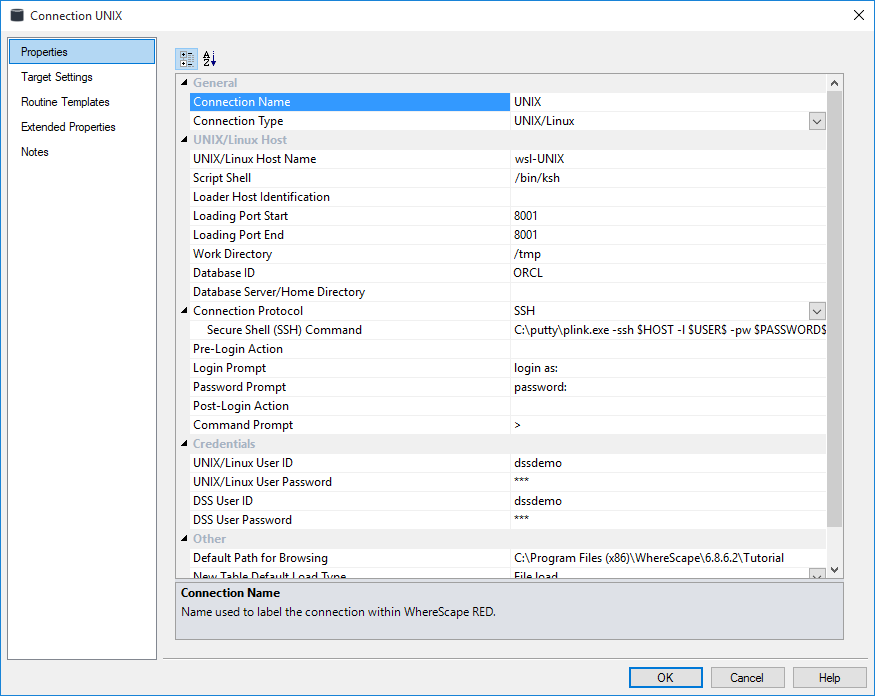 Connection UNIX
Properties
Target Settings
Routine Templates
Extended Properties
Notes
General
Connection Name UNIX
Connection Type UNIX/Linux
UNIX/Linux Host
UNIX/Linux Host Name wsl-UNIX
Script Shell /bin/ksh
Loader Host Identification
Loading Port Start 8001
Loading Port End 8001
Work Directory /tmp
Database ID ORCL
Database Server/Home Directory
Connection Protocol SSH
Secure Shell (SSH) Command C:\putty\plink.exe -ssh $HOST -l $USER$ -pw $PASSWORD$
Pre-Login Action
Login Prompt login as:
Password Prompt password:
Post-Login Action
Command Prompt >
Credentials
UNIX/Linux User ID dssdemo
UNIX/Linux User Password ***
DSS User ID dssdemo
DSS User Password ***
Other
Default Path for Browsing C:\Program Files (x86)\WhereScape\6.8.6.2\Tutorial
New Table Default Load Type File load
Connection Name
Name used to label the connection within WhereScape RED.
OK Cancel Help